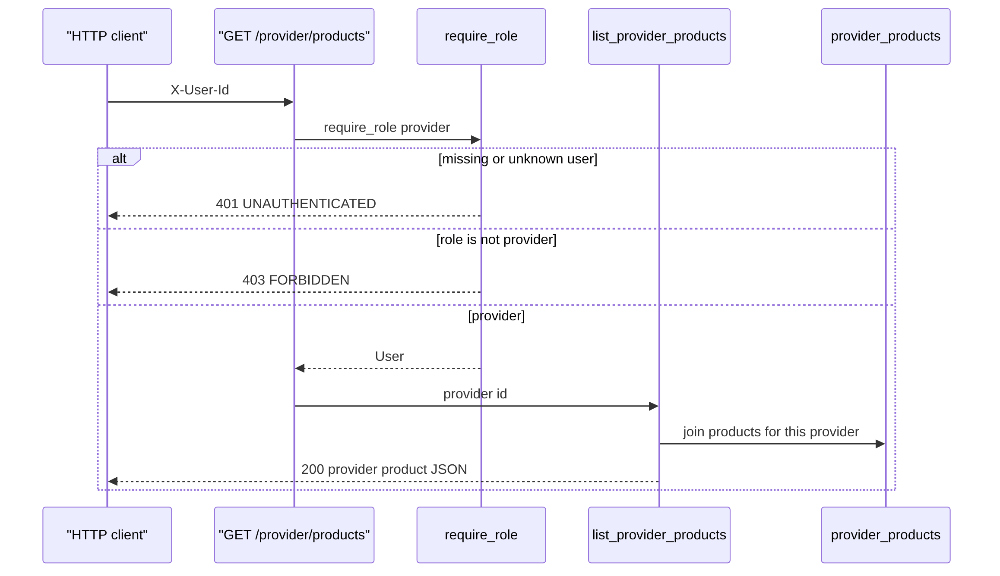 "HTTP client"
"GET /provider/products"
require_role
list_provider_products
provider_products
X-User-Id
require_role provider
alt
[missing or unknown user]
401 UNAUTHENTICATED
[role is not provider]
403 FORBIDDEN
[provider]
User
provider id
join products for this provider
200 provider product JSON
"HTTP client"
"GET /provider/products"
require_role
list_provider_products
provider_products